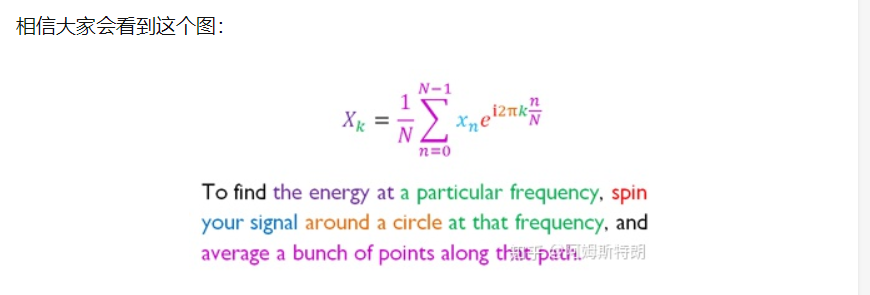 相信大家会看到这个图：
X_k = \frac{1}{N} \sum_{n=0}^{N-1} x_n e^{i2\pi k \frac{n}{N}}
To find the energy at a particular frequency, spin
your signal around a circle at that frequency, and
average a bunch of points along that path.
知乎 @阿姆斯特朗